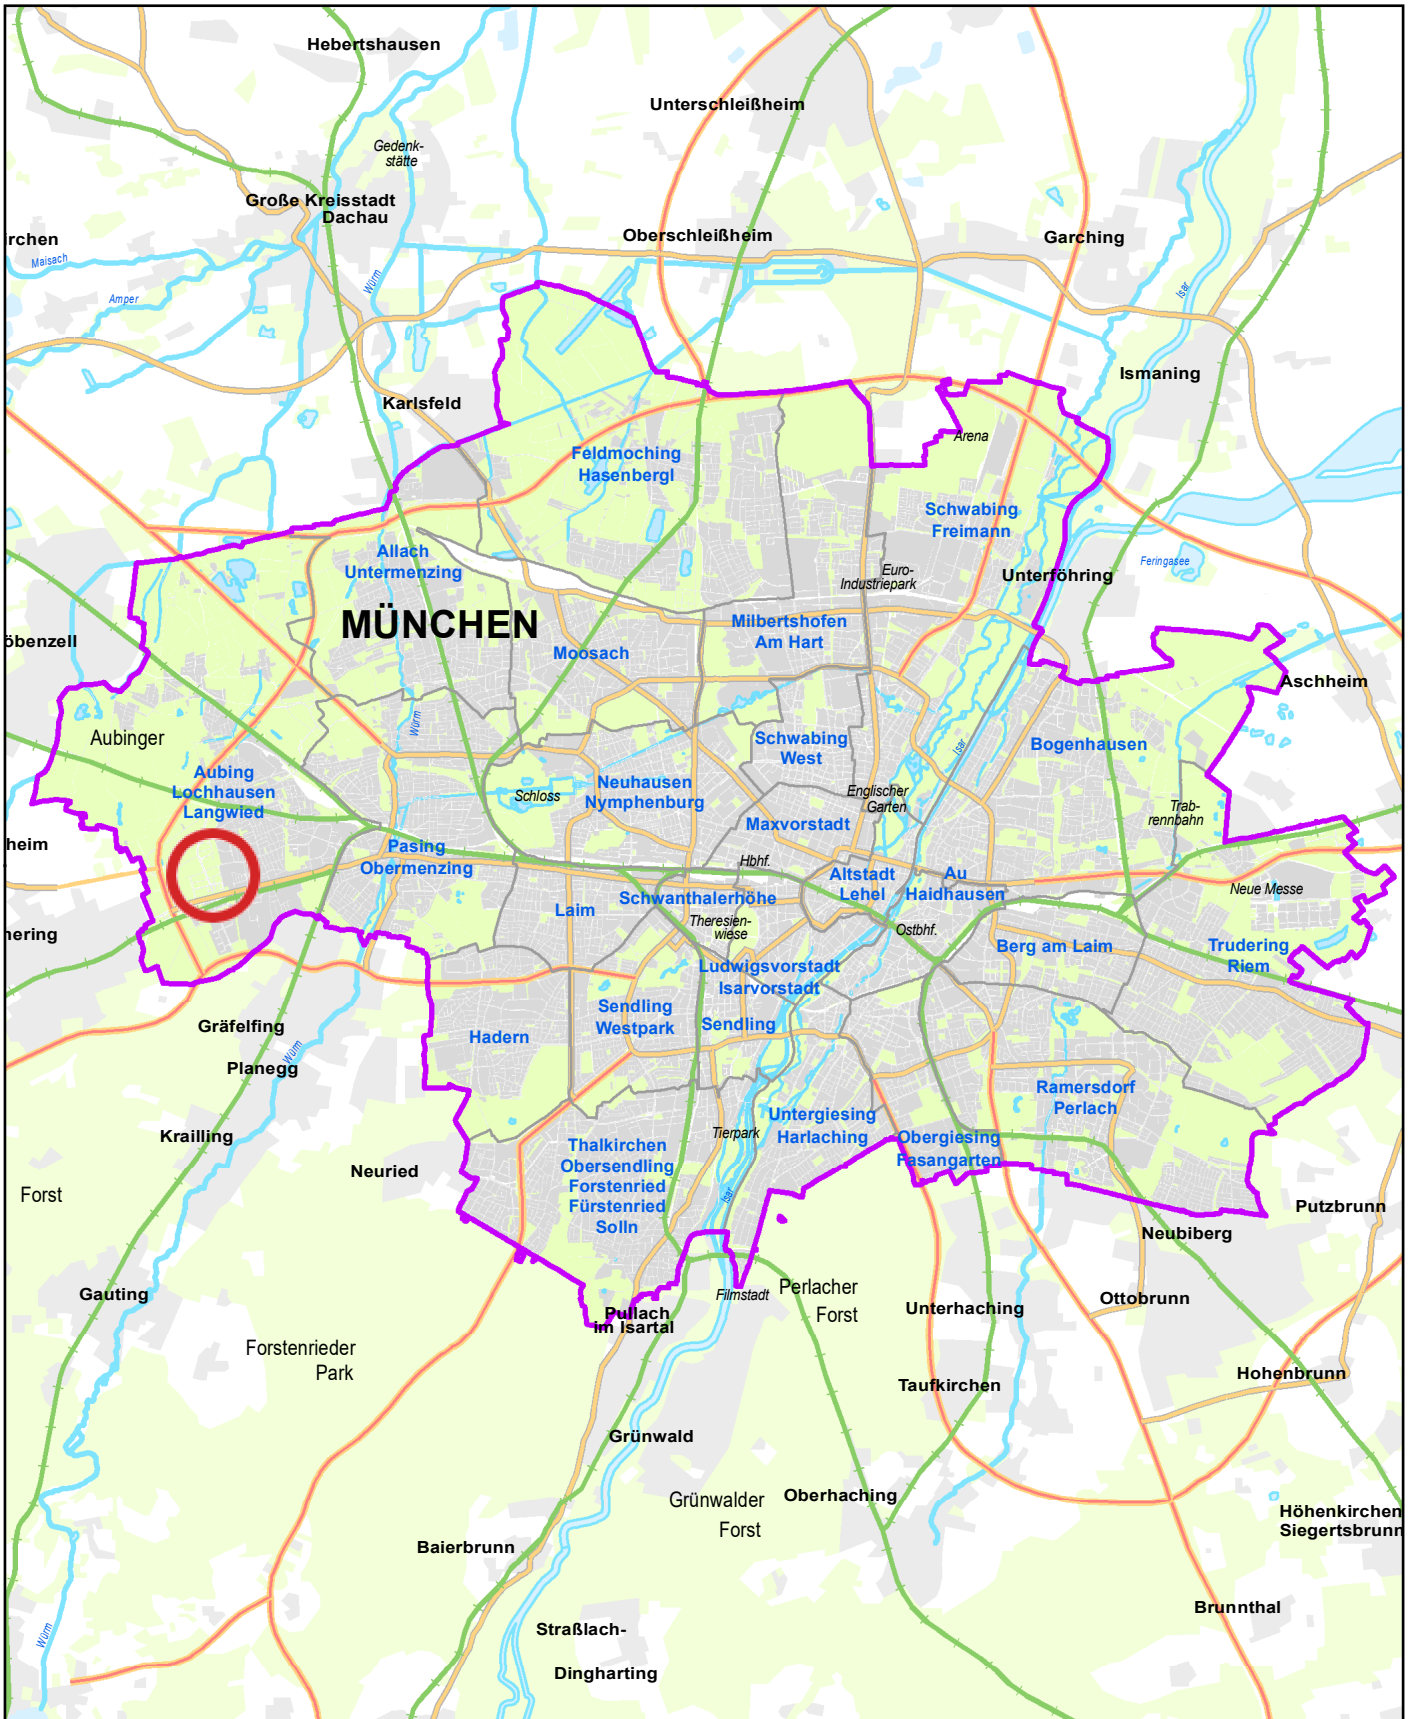 Hebertshausen
Unterschleißheim
Gedenk-
stätte
Große Kreisstadt
Dachau
Oberschleißheim
Garching
irchen
Maisach
Würm
Amper
Isar
Ismaning
Karlsfeld
Arena
Feldmoching
Hasenbergl
Schwabing
Freimann
Allach
Untermenzing
Euro-
Industriepark
Unterföhring
Feringasee
MÜNCHEN
Milbertshofen
Am Hart
Moosach
öbenzell
Aschheim
Aubinger
Würm
Schwabing
West
Isar
Bogenhausen
Aubing
Lochhausen
Langwied
Schloss
Neuhausen
Nymphenburg
Englischer
Garten
Trab-
rennbahn
Maxvorstadt
heim
Pasing
Obermenzing
Hbhf.
Altstadt
Lehel
Au
Haidhausen
Neue Messe
Schwanthalerhöhe
Laim
Theresien-
wiese
Ostbhf.
hering
Berg am Laim
Trudering
Riem
Ludwigsvorstadt
Isarvorstadt
Sendling
Westpark
Sendling
Hadern
Gräfelfing
Würm
Planegg
Ramersdorf
Perlach
Untergiesing
Harlaching
Tierpark
Obergiesing
Fasangarten
Krailling
Neuried
Thalkirchen
Obersendling
Forstenried
Fürstenried
Solln
Isar
Forst
Putzbrunn
Neubiberg
Gauting
Filmstadt
Perlacher
Forst
Unterhaching
Ottobrunn
Pullach
im Isartal
Forstenrieder
Park
Hohenbrunn
Taufkirchen
Grünwald
Grünwalder
Forst
Oberhaching
Höhenkirchen
Siegertsbrunn
Baierbrunn
Brunnthal
Würm
Straßlach-
Dingharting